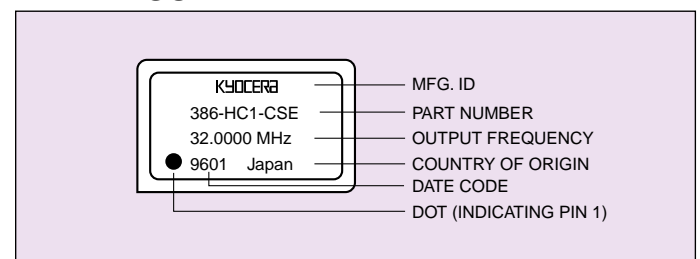 KYOCERA MFG. ID
386-HC1-CSE PART NUMBER
32.0000 MHz OUTPUT FREQUENCY
9601 Japan COUNTRY OF ORIGIN
DATE CODE
DOT (INDICATING PIN 1)